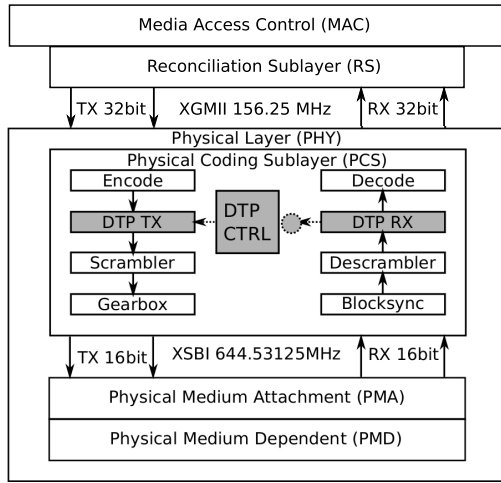 Media Access Control (MAC)
Reconciliation Sublayer (RS)
TX 32bit XGMII 156.25 MHz RX 32bit
Physical Layer (PHY)
Physical Coding Sublayer (PCS)
Encode Decode
DTP TX DTP CTRL DTP RX
Scrambler Descrambler
Gearbox Blocksync
TX 16bit XSBI 644.53125MHz RX 16bit
Physical Medium Attachment (PMA)
Physical Medium Dependent (PMD)